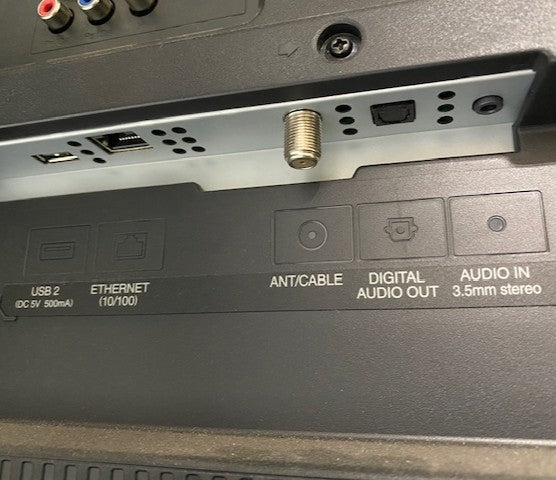 USB 2
(DC 5V 500mA)
ETHERNET
(10/100)
ANT/CABLE
DIGITAL
AUDIO OUT
AUDIO IN
3.5mm stereo